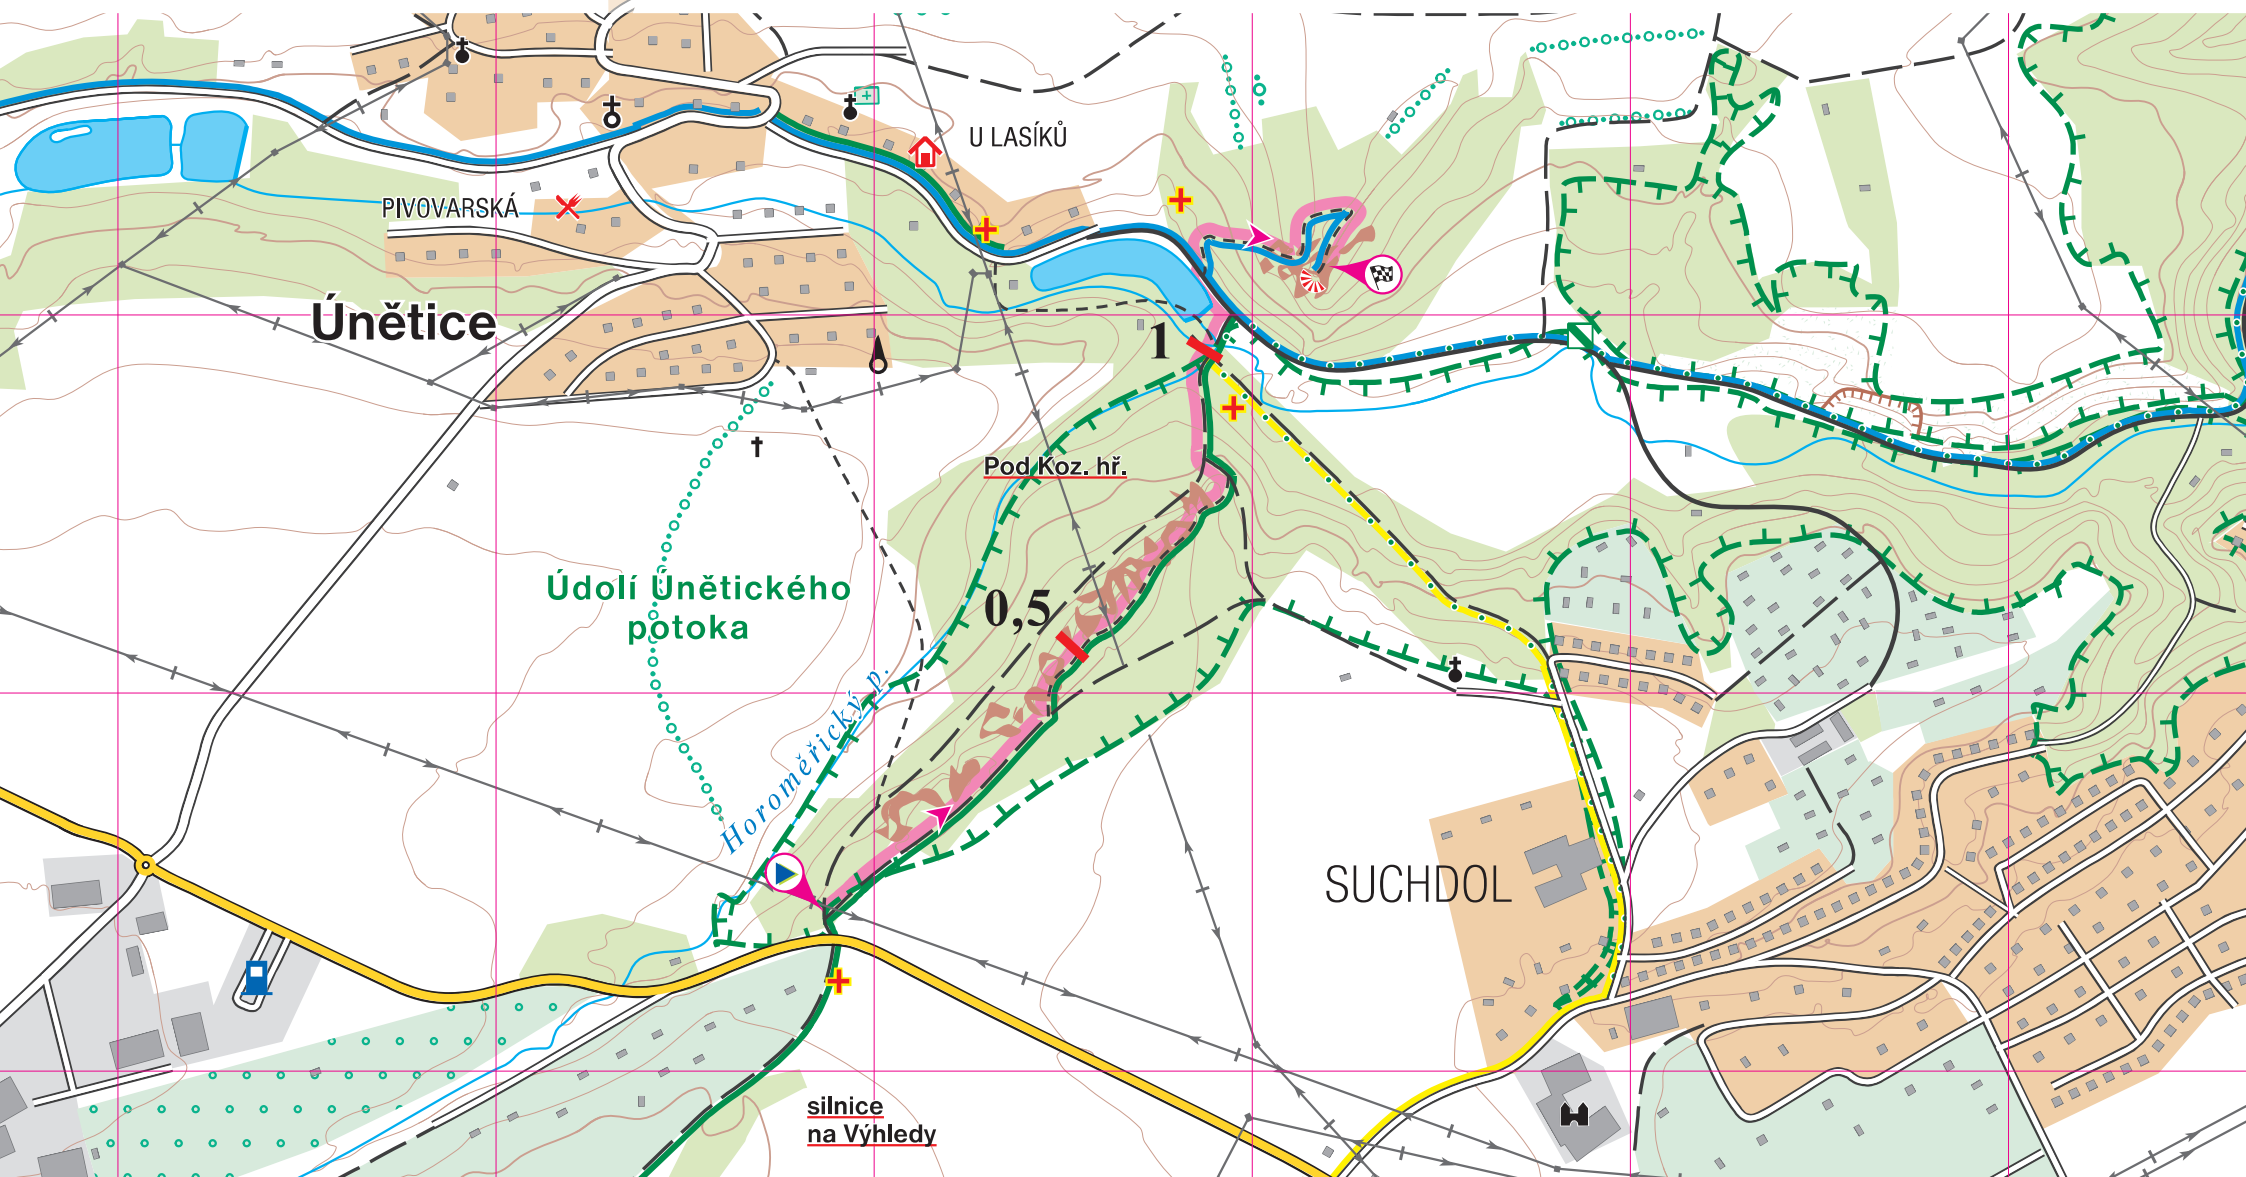 U LASÍKŮ
PIVOVARSKÁ
Únětice
1
Pod Koz. hř.
Údolí Únětického
potoka
0,5
Horoměřický p.
SUCHDOL
silnice
na Výhledy